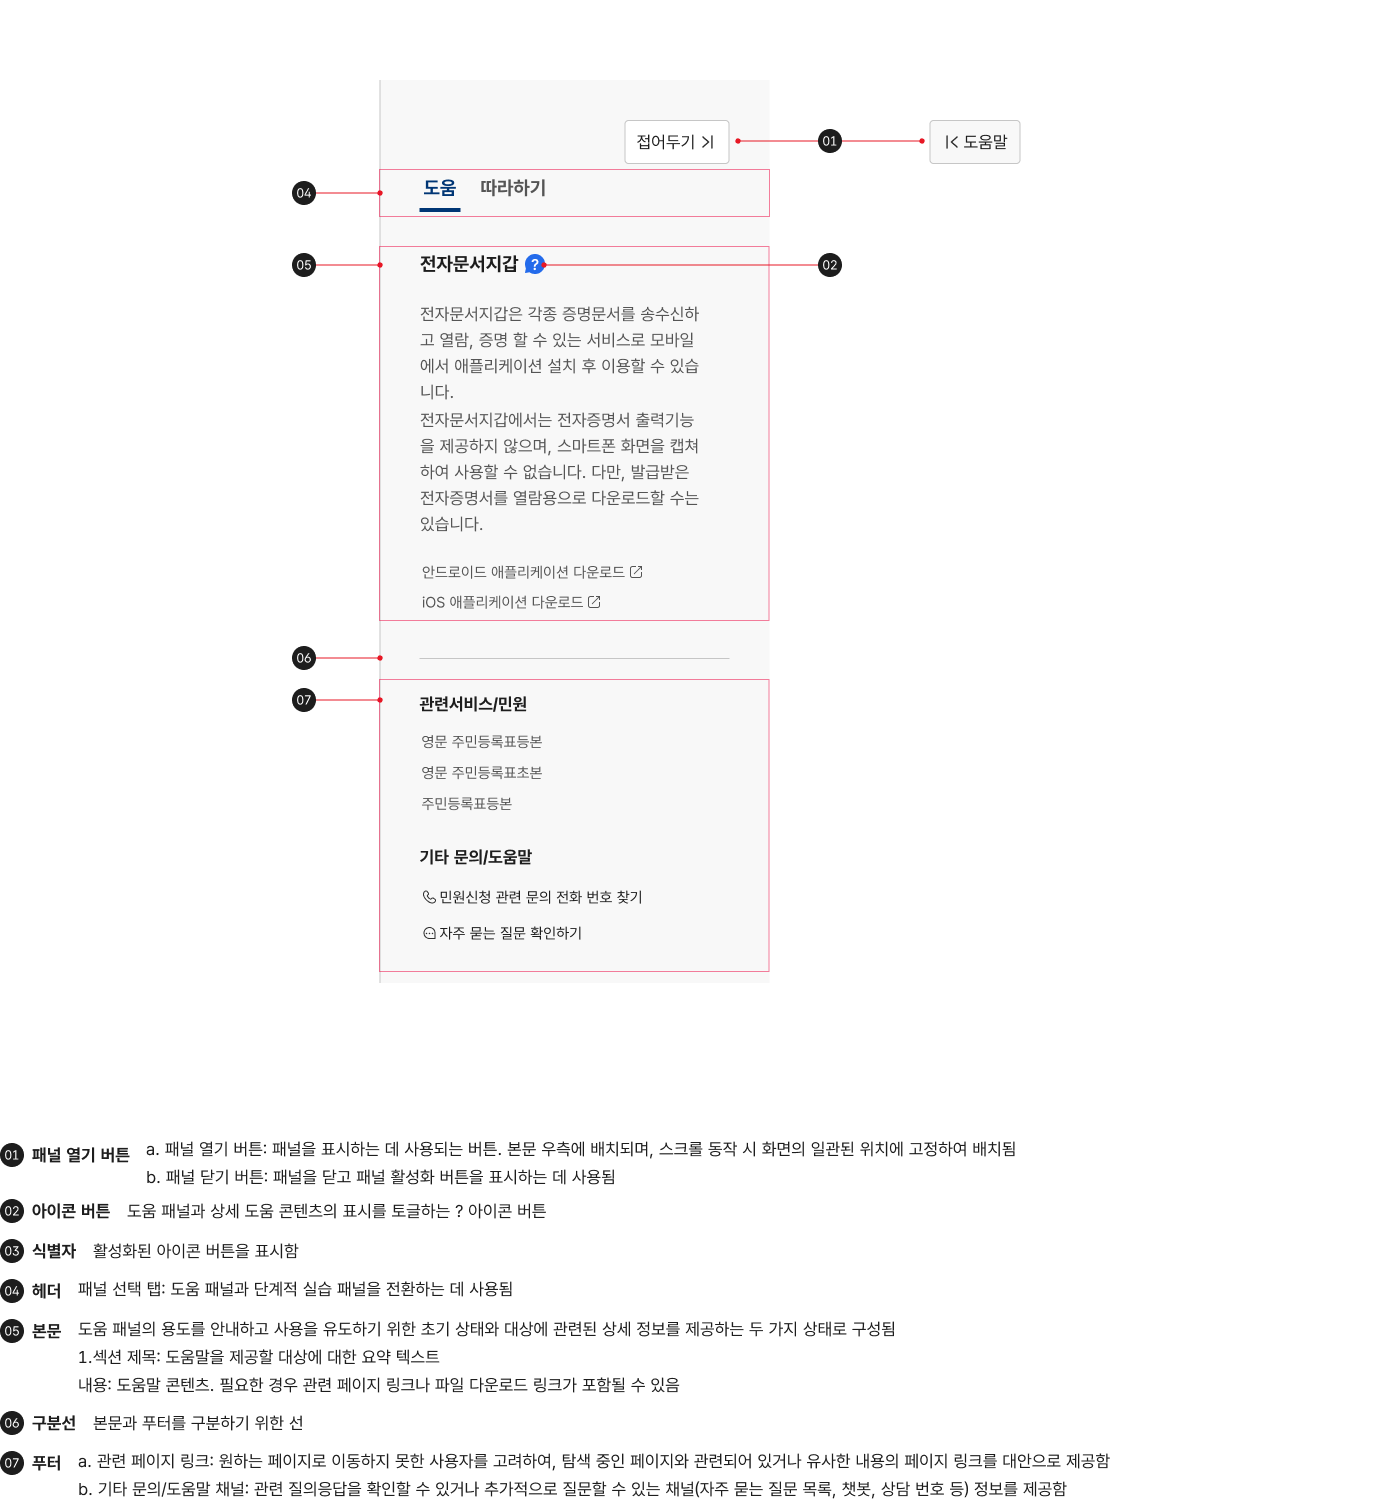 접어두기
01
도움말
04
도움 따라하기
05
전자문서지갑 ?
02
전자문서지갑은 각종 증명문서를 송수신하
고 열람, 증명 할 수 있는 서비스로 모바일
에서 애플리케이션 설치 후 이용할 수 있습
니다.
전자문서지갑에서는 전자증명서 출력기능
을 제공하지 않으며, 스마트폰 화면을 캡쳐
하여 사용할 수 없습니다. 다만, 발급받은
전자증명서를 열람용으로 다운로드할 수는
있습니다.
안드로이드 애플리케이션 다운로드
iOS 애플리케이션 다운로드
06
07
관련서비스/민원
영문 주민등록표등본
영문 주민등록표초본
주민등록표등본
기타 문의/도움말
민원신청 관련 문의 전화 번호 찾기
자주 묻는 질문 확인하기
01 패널 열기 버튼 a. 패널 열기 버튼: 패널을 표시하는 데 사용되는 버튼. 본문 우측에 배치되며, 스크롤 동작 시 화면의 일관된 위치에 고정하여 배치됨
b. 패널 닫기 버튼: 패널을 닫고 패널 활성화 버튼을 표시하는 데 사용됨
02 아이콘 버튼 도움 패널과 상세 도움 콘텐츠의 표시를 토글하는 ? 아이콘 버튼
03 식별자 활성화된 아이콘 버튼을 표시함
04 헤더 패널 선택 탭: 도움 패널과 단계적 실습 패널을 전환하는 데 사용됨
05 본문 도움 패널의 용도를 안내하고 사용을 유도하기 위한 초기 상태와 대상에 관련된 상세 정보를 제공하는 두 가지 상태로 구성됨
1.섹션 제목: 도움말을 제공할 대상에 대한 요약 텍스트
내용: 도움말 콘텐츠. 필요한 경우 관련 페이지 링크나 파일 다운로드 링크가 포함될 수 있음
06 구분선 본문과 푸터를 구분하기 위한 선
07 푸터 a. 관련 페이지 링크: 원하는 페이지로 이동하지 못한 사용자를 고려하여, 탐색 중인 페이지와 관련되어 있거나 유사한 내용의 페이지 링크를 대안으로 제공함
b. 기타 문의/도움말 채널: 관련 질의응답을 확인할 수 있거나 추가적으로 질문할 수 있는 채널(자주 묻는 질문 목록, 챗봇, 상담 번호 등) 정보를 제공함